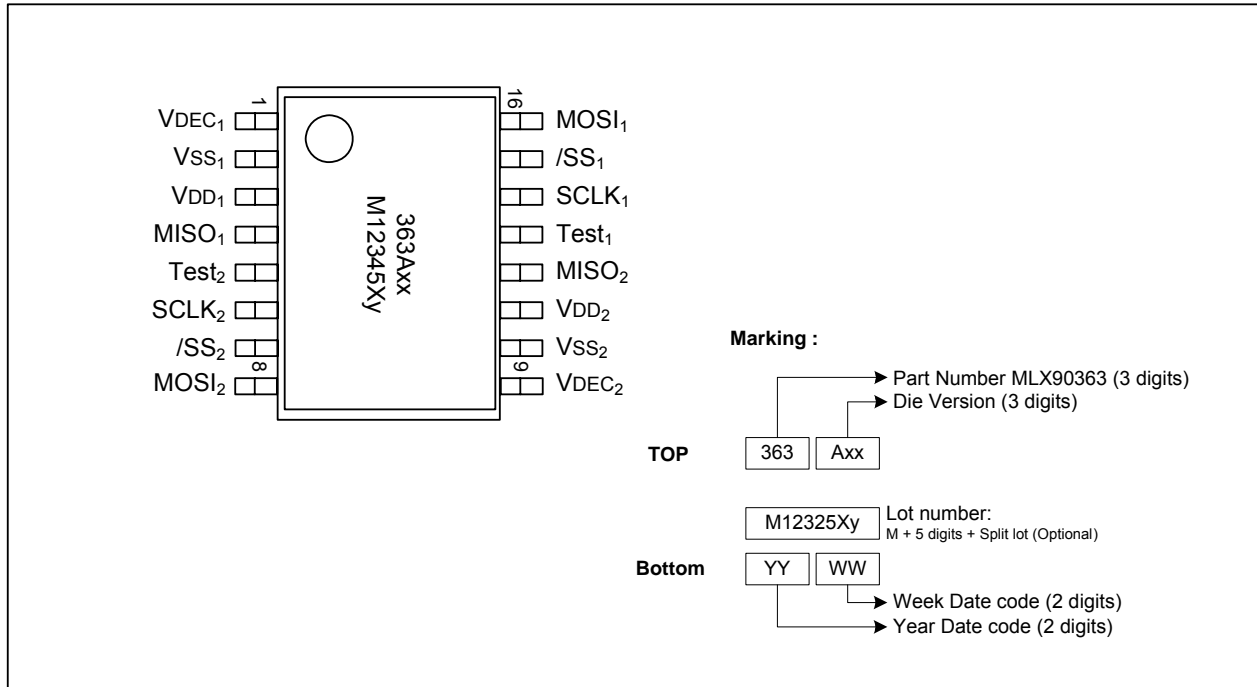 1
16
VDEC₁
MOSI₁
VSS₁
/SS₁
VDD₁
SCLK₁
MISO₁
Test₁
Test₂
MISO₂
SCLK₂
VDD₂
/SS₂
VSS₂
8
9
MOSI₂
VDEC₂
363Axx
M12345Xy
Marking :
Part Number MLX90363 (3 digits)
Die Version (3 digits)
TOP
363
Axx
M12325Xy
Lot number:
M + 5 digits + Split lot (Optional)
Bottom
YY
WW
Week Date code (2 digits)
Year Date code (2 digits)